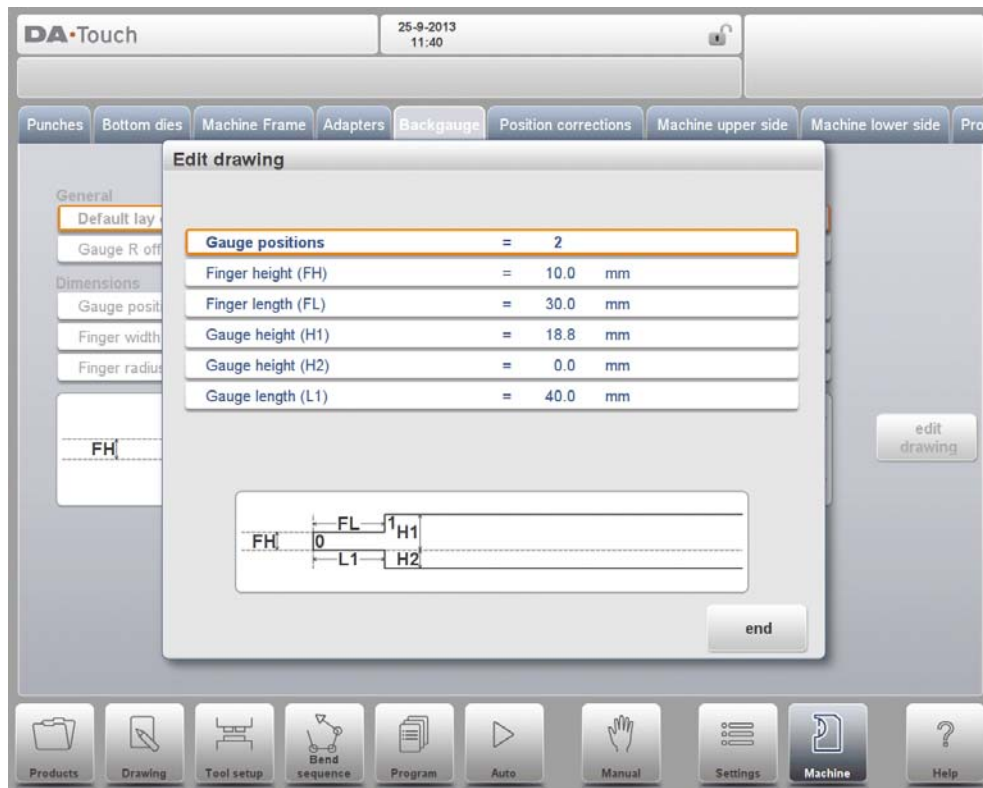 DA·Touch
25-9-2013
11:40
Punches Bottom dies Machine Frame Adapters Backgauge Position corrections Machine upper side Machine lower side Pro
Edit drawing
General
Default lay
Gauge R off
Dimensions
Gauge posit
Finger width
Finger radius
Gauge positions = 2
Finger height (FH) = 10.0 mm
Finger length (FL) = 30.0 mm
Gauge height (H1) = 18.8 mm
Gauge height (H2) = 0.0 mm
Gauge length (L1) = 40.0 mm
FH
edit
drawing
FL 1 H1
FH 0
L1 H2
end
Products Drawing Tool setup Bend
sequence Program Auto Manual Settings Machine Help